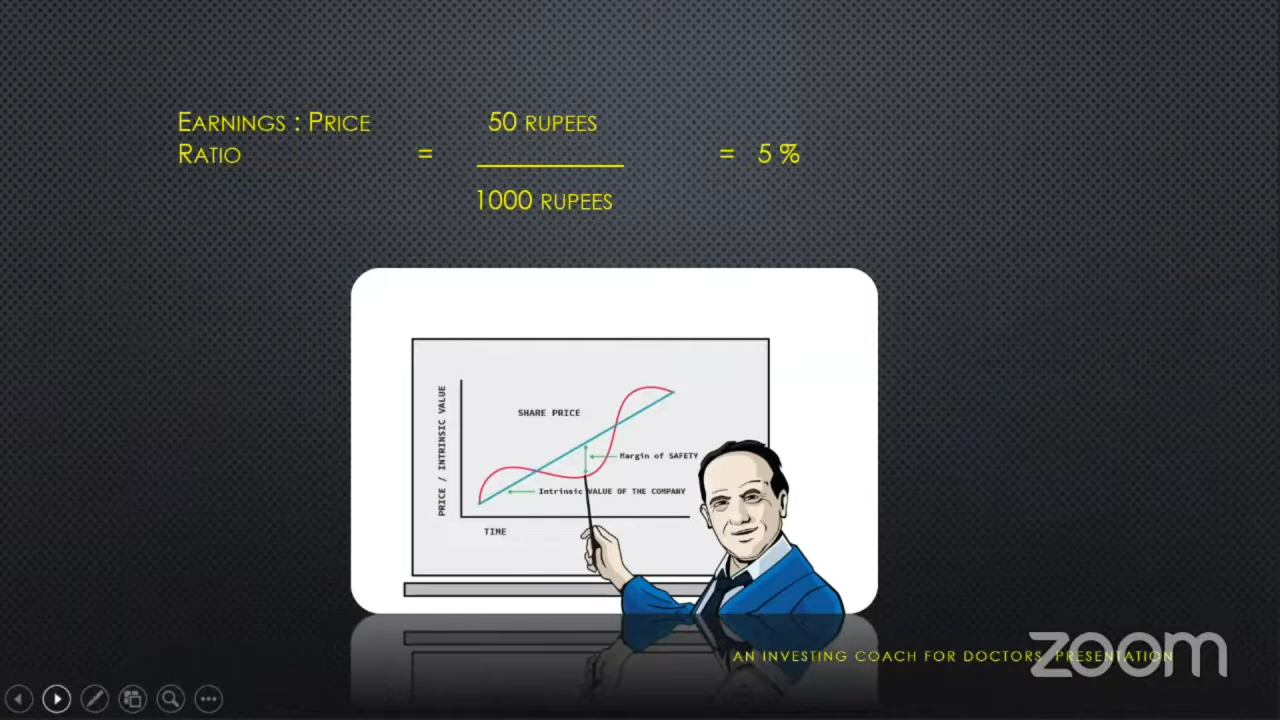 EARNINGS : PRICE
RATIO
=
50 RUPEES
1000 RUPEES
= 5 %
PRICE / INTRINSIC VALUE
SHARE PRICE
Margin of SAFETY
Intrinsic VALUE OF THE COMPANY
TIME
AN INVESTING COACH FOR DOCTORS PRESENTATION
zoom